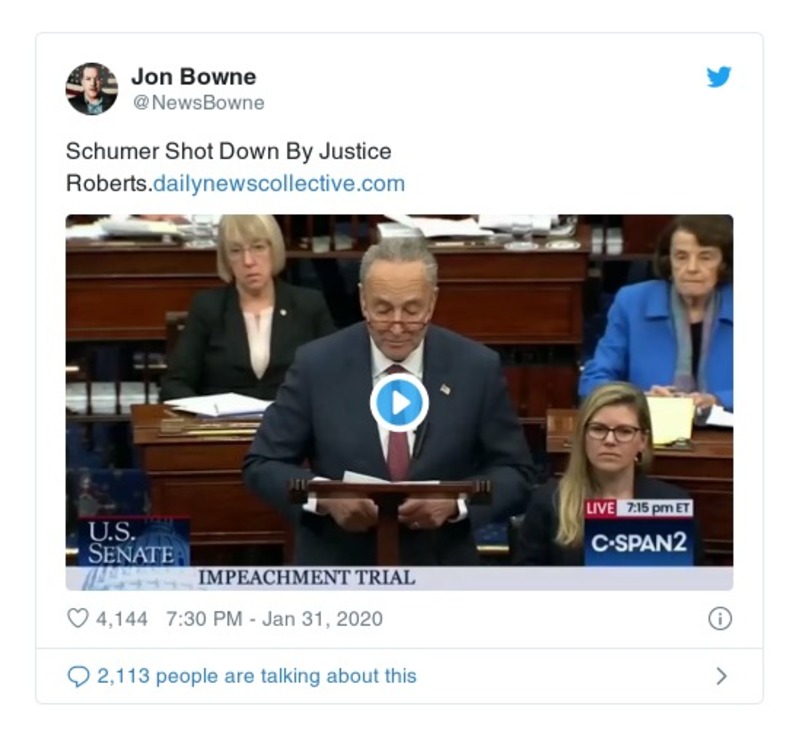 Jon Bowne
@NewsBowne
Schumer Shot Down By Justice
Roberts.dailynewscollective.com
LIVE 7:15 pm ET
U.S.
SENATE
C-SPAN2
IMPEACHMENT TRIAL
4,144 7:30 PM - Jan 31, 2020
2,113 people are talking about this